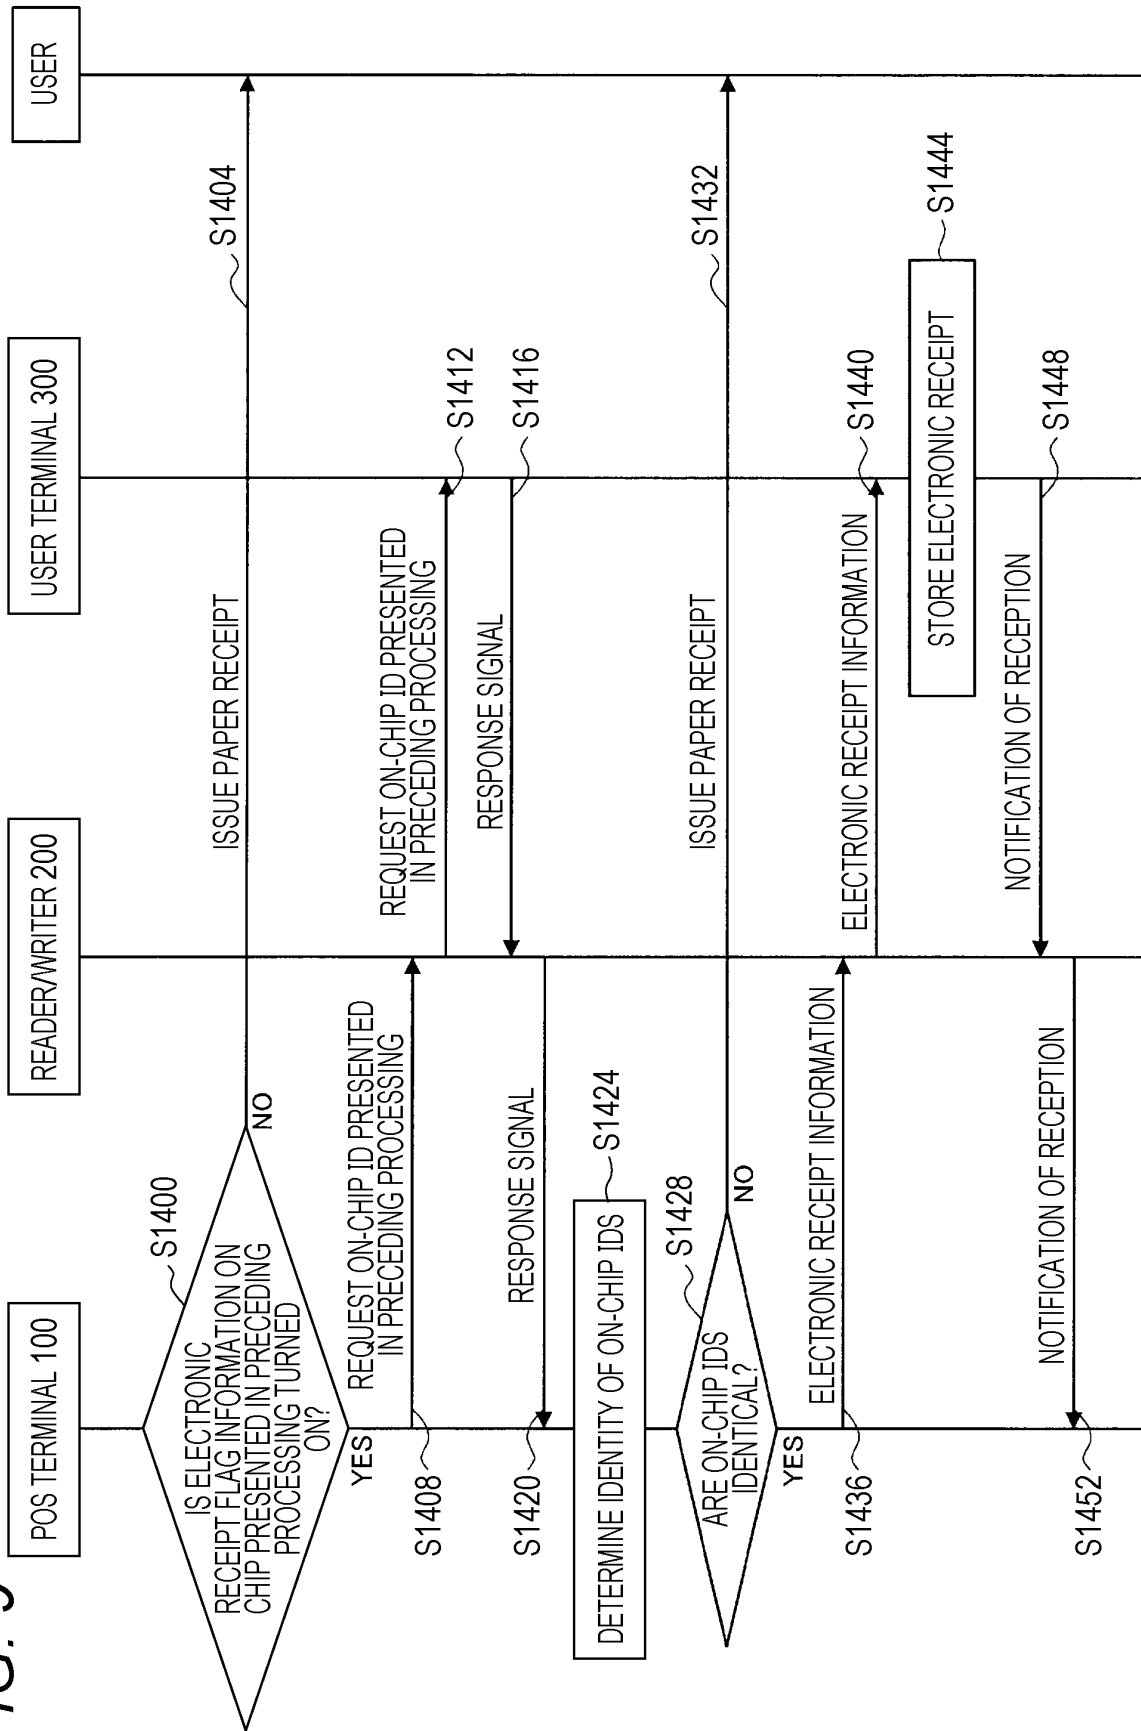 POS TERMINAL 100
READER/WRITER 200
USER TERMINAL 300
USER
IS ELECTRONIC
RECEIPT FLAG INFORMATION ON
CHIP PRESENTED IN PRECEDING
PROCESSING TURNED
ON?
S1400
NO
YES
ISSUE PAPER RECEIPT
S1404
REQUEST ON-CHIP ID PRESENTED
IN PRECEDING PROCESSING
S1408
REQUEST ON-CHIP ID PRESENTED
IN PRECEDING PROCESSING
S1412
RESPONSE SIGNAL
S1416
RESPONSE SIGNAL
S1420
DETERMINE IDENTITY OF ON-CHIP IDS
S1424
ARE ON-CHIP IDS
IDENTICAL?
S1428
NO
YES
ISSUE PAPER RECEIPT
S1432
ELECTRONIC RECEIPT INFORMATION
S1436
ELECTRONIC RECEIPT INFORMATION
S1440
STORE ELECTRONIC RECEIPT
S1444
NOTIFICATION OF RECEPTION
S1448
NOTIFICATION OF RECEPTION
S1452